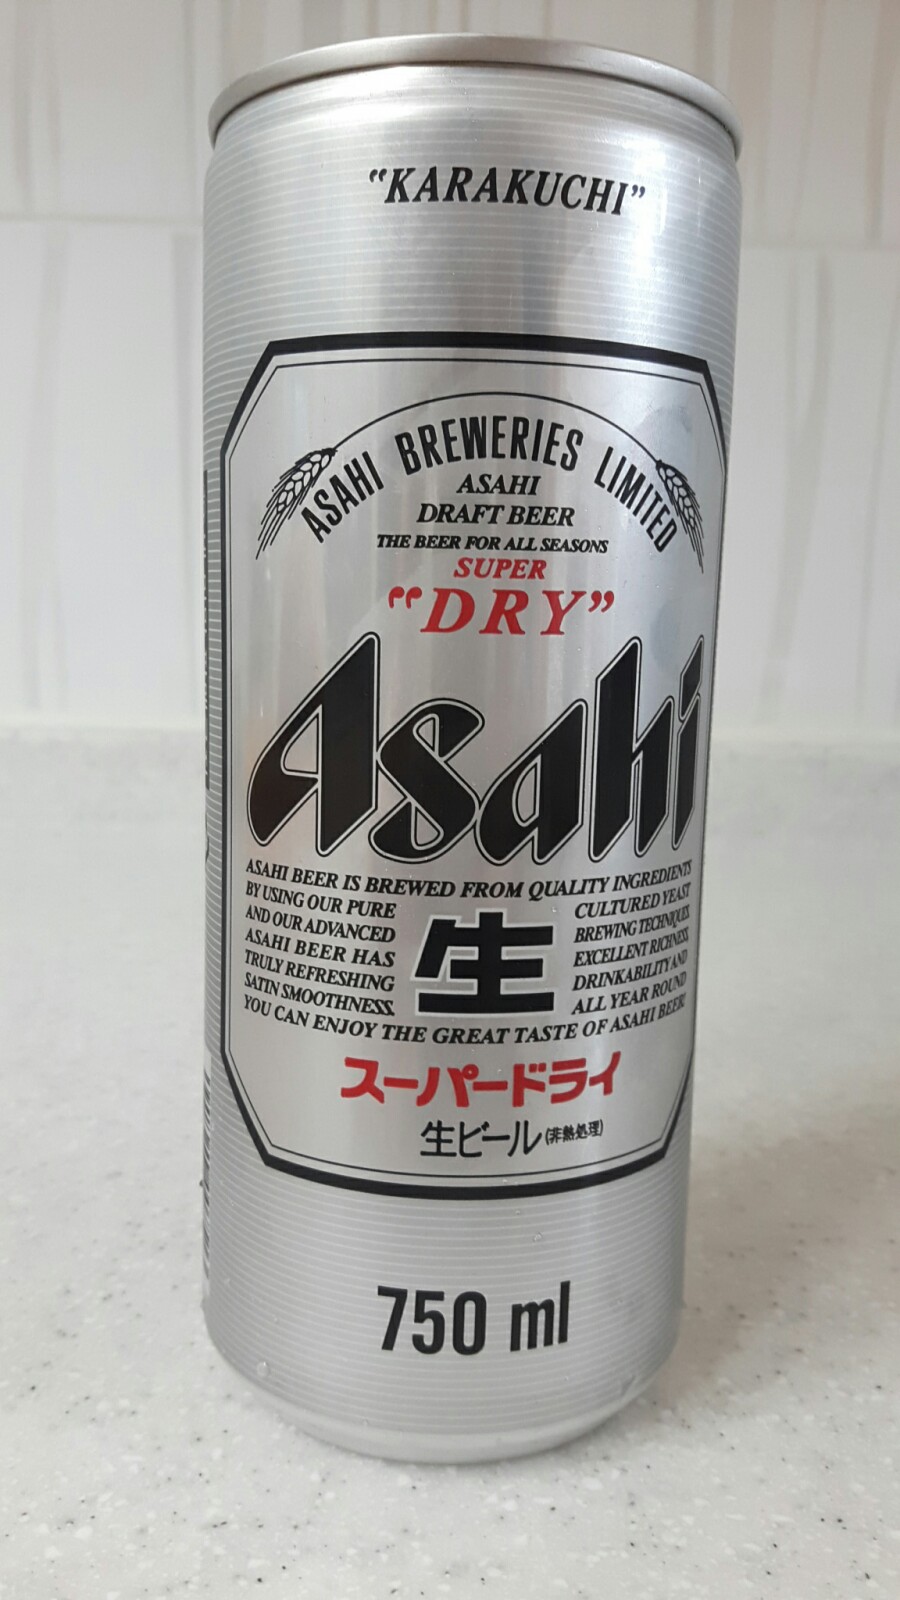 “KARAKUCHI”
ASAHI BREWERIES LIMITED
ASAHI
DRAFT BEER
THE BEER FOR ALL SEASONS
SUPER
“DRY”
Asahi
ASAHI BEER IS BREWED FROM QUALITY INGREDIENTS
BY USING OUR PURE CULTURED YEAST
AND OUR ADVANCED BREWING TECHNIQUES.
ASAHI BEER HAS EXCELLENT RICHNESS,
TRULY REFRESHING DRINKABILITY AND
SATIN SMOOTHNESS. ALL YEAR ROUND
生
YOU CAN ENJOY THE GREAT TASTE OF ASAHI BEER!
スーパードライ
生ビール(非熱処理)
750 ml